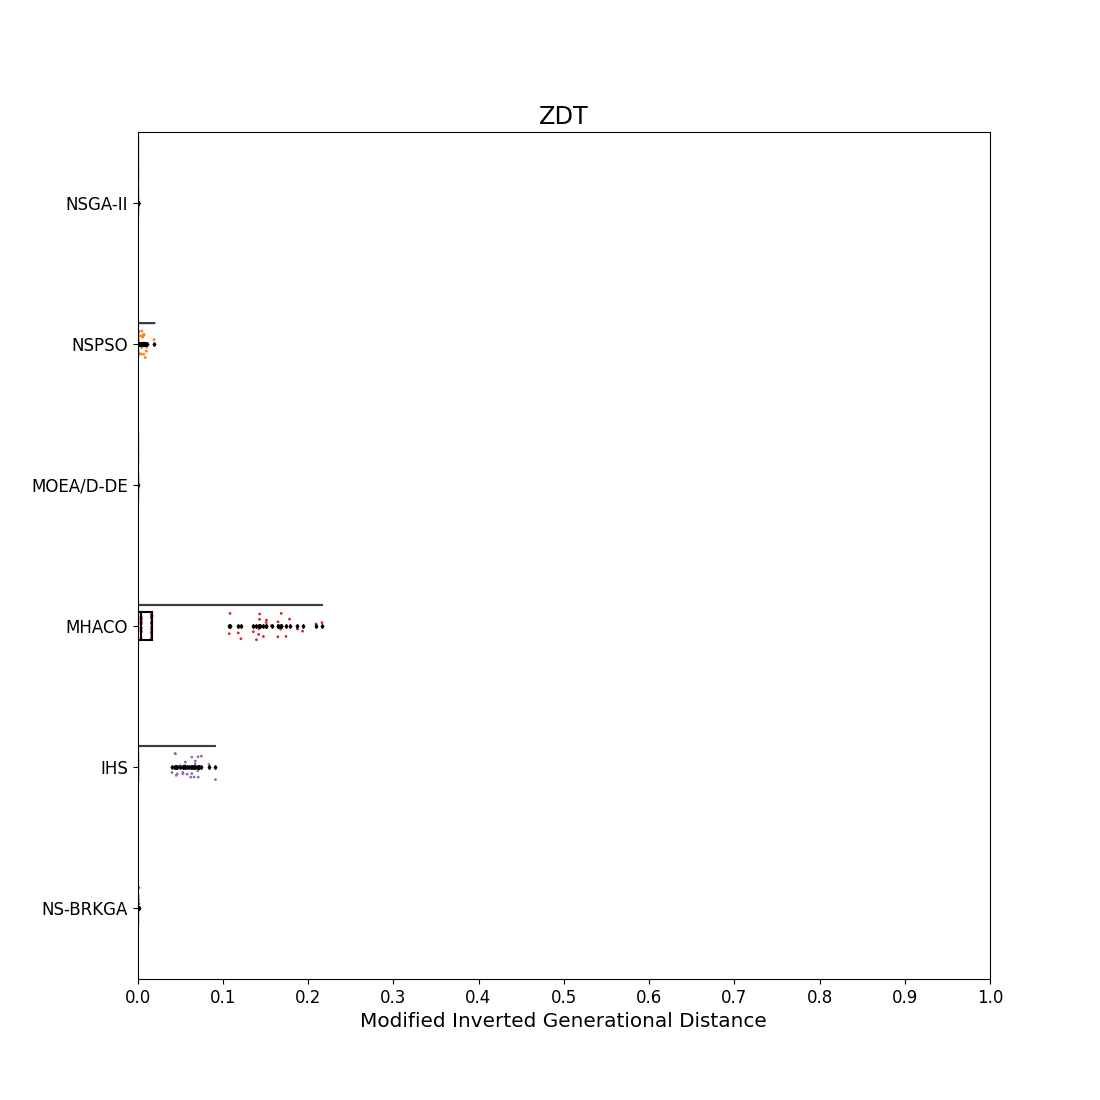 ZDT
NSGA-II
NSPSO
MOEA/D-DE
MHACO
IHS
NS-BRKGA
0.0 0.1 0.2 0.3 0.4 0.5 0.6 0.7 0.8 0.9 1.0
Modified Inverted Generational Distance